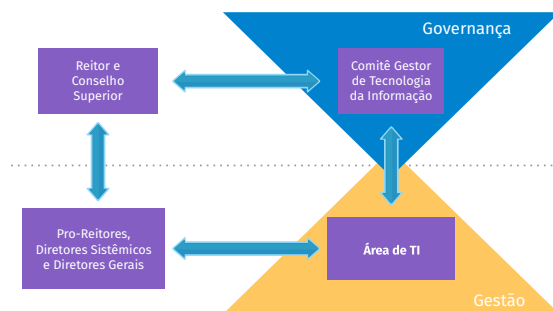 Governança
Reitor e
Conselho
Superior
Comitê Gestor
de Tecnologia
da Informação
Pro-Reitores,
Diretores Sistêmicos
e Diretores Gerais
Área de TI
Gestão